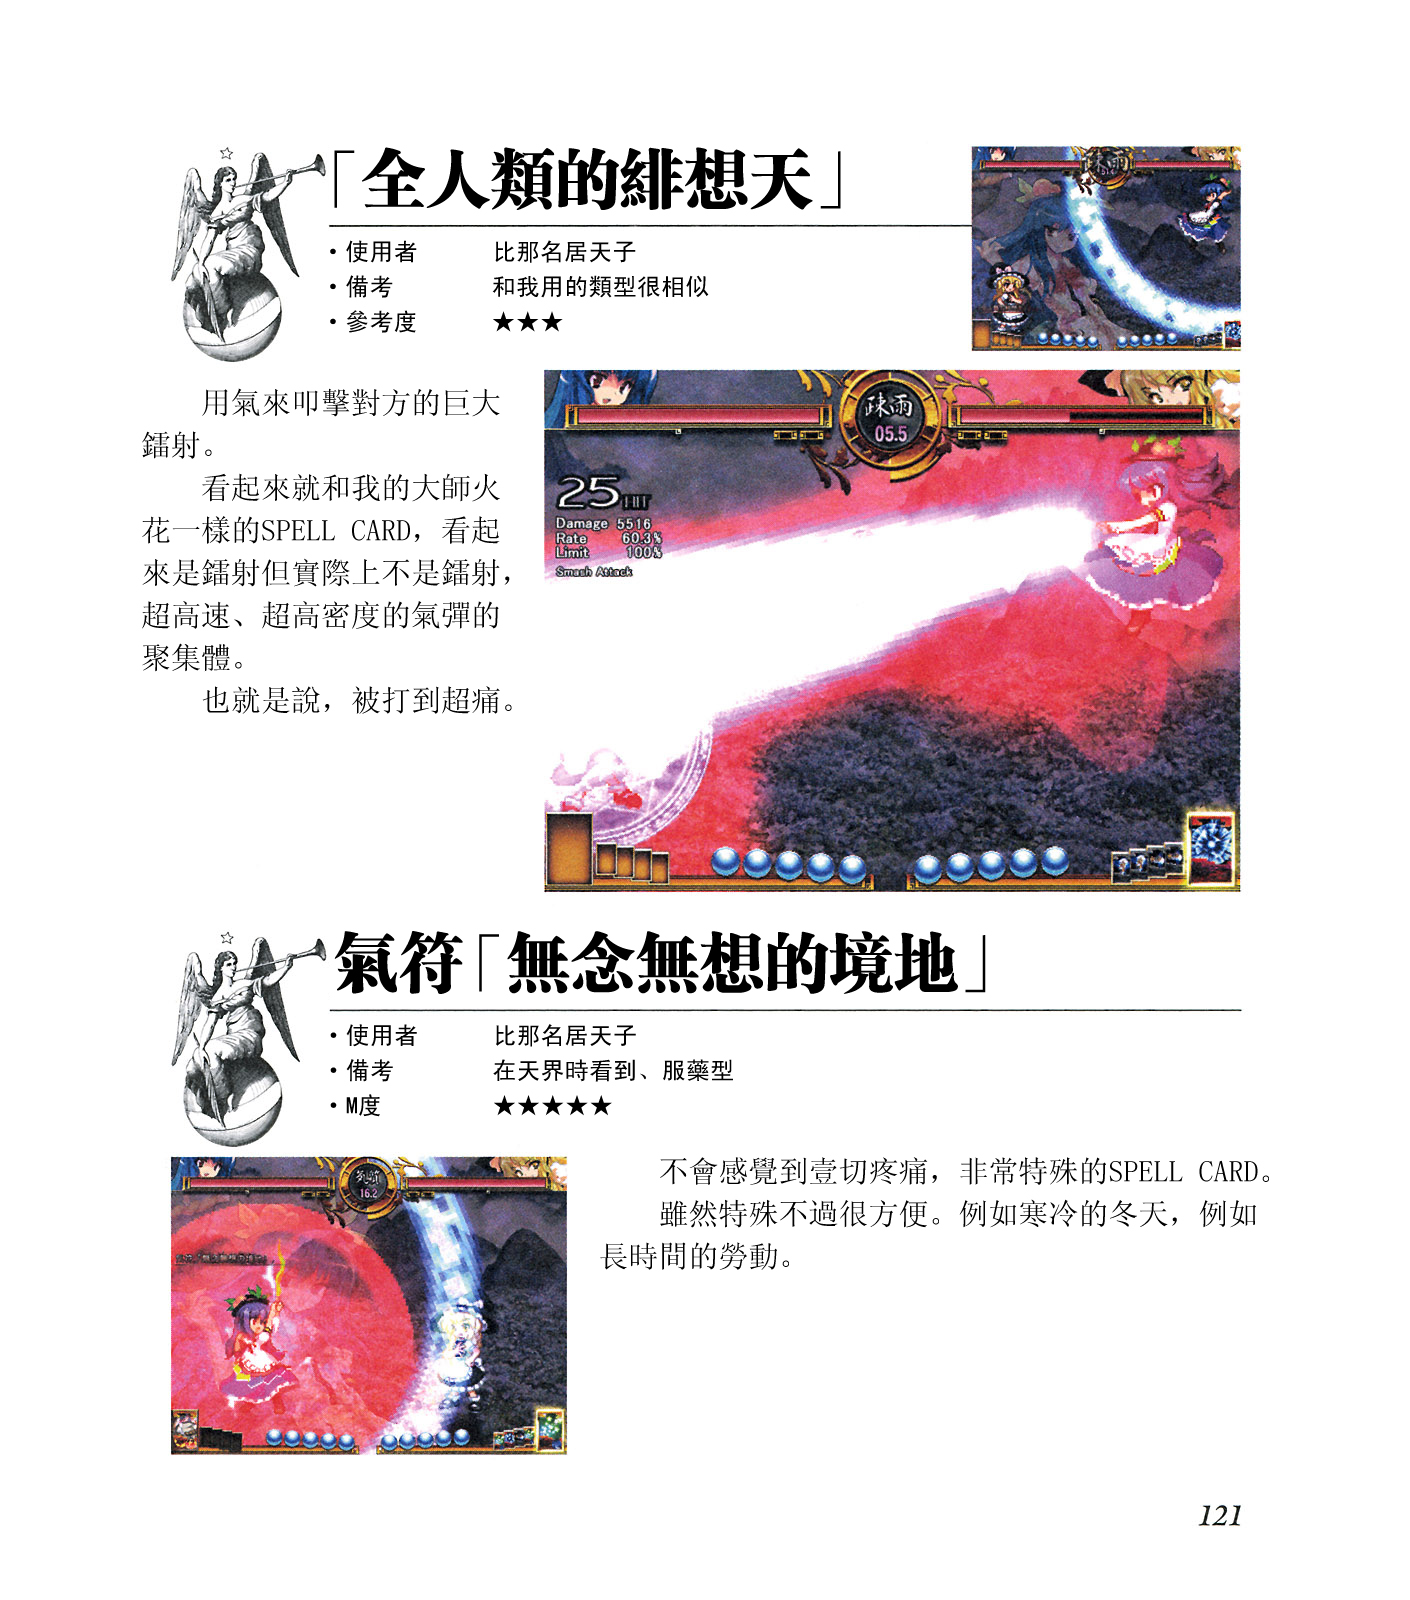 「全人類的緋想天」
・使用者 比那名居天子
・備考 和我用的類型很相似
・參考度 ★★★
用氣來叩擊對方的巨大
鐳射。
看起來就和我的大師火
花一樣的SPELL CARD，看起
來是鐳射但實際上不是鐳射，
超高速、超高密度的氣彈的
聚集體。
也就是說，被打到超痛。
疎雨
05.5
25 HIT
Damage 5516
Rate 60.3%
Limit 100%
Smash Attack
氣符「無念無想的境地」
・使用者 比那名居天子
・備考 在天界時看到、服藥型
・M度 ★★★★★
16.2
不會感覺到壹切疼痛，非常特殊的SPELL CARD。
雖然特殊不過很方便。例如寒冷的冬天，例如
長時間的勞動。
121